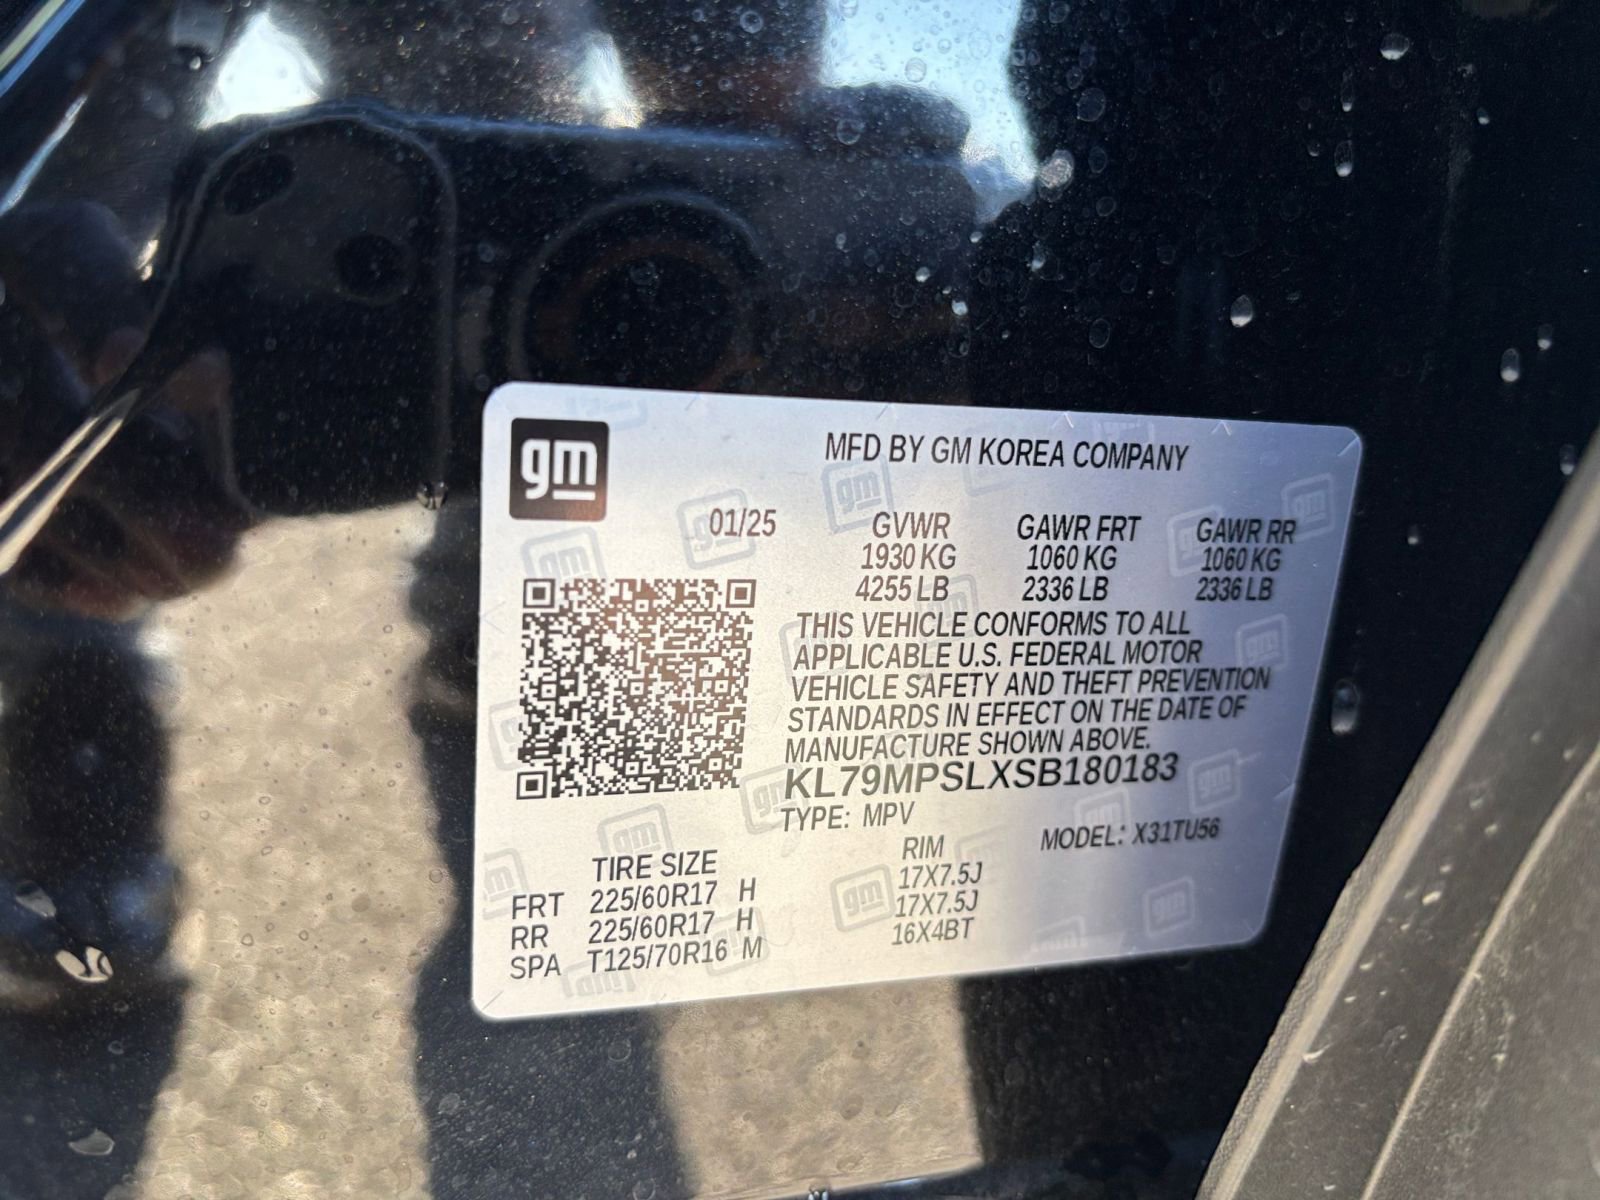 gm
MFD BY GM KOREA COMPANY
01/25 GVWR GAWR FRT GAWR RR
1930 KG 1060 KG 1060 KG
4255 LB 2336 LB 2336 LB
THIS VEHICLE CONFORMS TO ALL
APPLICABLE U.S. FEDERAL MOTOR
VEHICLE SAFETY AND THEFT PREVENTION
STANDARDS IN EFFECT ON THE DATE OF
MANUFACTURE SHOWN ABOVE.
KL79MPSLXSB180183
TYPE: MPV MODEL: X31TU56
TIRE SIZE RIM
FRT 225/60R17 H 17X7.5J
RR 225/60R17 H 17X7.5J
SPA T125/70R16 M 16X4BT